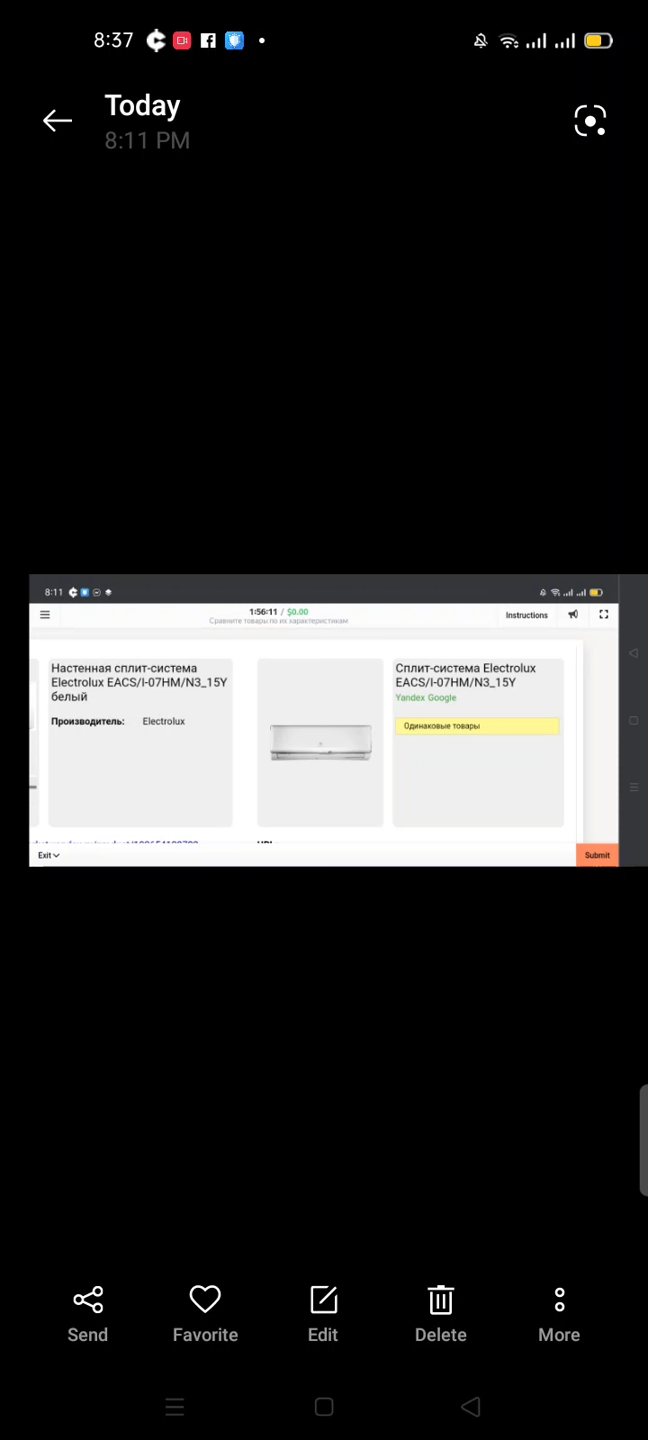 8:37
Today
8:11 PM
8:11
1:56:11 / $0.00
Сравните товары по их характеристикам
Instructions
Настенная сплит-система
Electrolux EACS/I-07HM/N3_15Y
белый
Производитель: Electrolux
Сплит-система Electrolux
EACS/I-07HM/N3_15Y
Yandex Google
Одинаковые товары
Exit
Submit
Send
Favorite
Edit
Delete
More